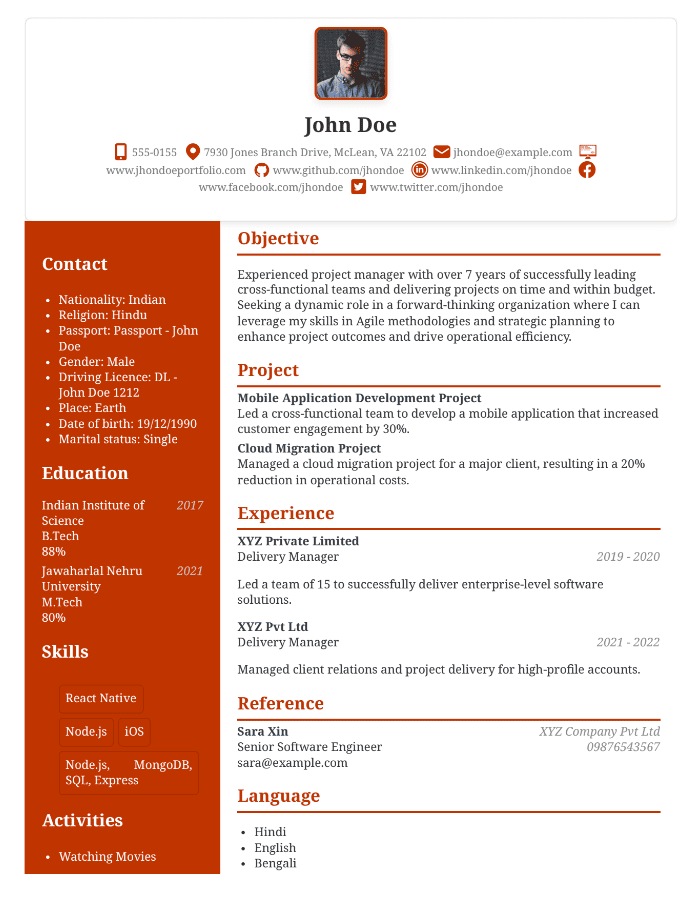 John Doe
555-0155 7930 Jones Branch Drive, McLean, VA 22102 jhondoe@example.com
www.jhondoeportfolio.com www.github.com/jhondoe www.linkedin.com/jhondoe
www.facebook.com/jhondoe www.twitter.com/jhondoe
Contact
Nationality: Indian
Religion: Hindu
Passport: Passport - John
Doe
Gender: Male
Driving Licence: DL -
John Doe 1212
Place: Earth
Date of birth: 19/12/1990
Marital status: Single
Education
Indian Institute of 2017
Science
B.Tech
88%
Jawaharlal Nehru 2021
University
M.Tech
80%
Skills
React Native
Node.js iOS
Node.js, MongoDB,
SQL, Express
Activities
Watching Movies
Objective
Experienced project manager with over 7 years of successfully leading
cross-functional teams and delivering projects on time and within budget.
Seeking a dynamic role in a forward-thinking organization where I can
leverage my skills in Agile methodologies and strategic planning to
enhance project outcomes and drive operational efficiency.
Project
Mobile Application Development Project
Led a cross-functional team to develop a mobile application that increased
customer engagement by 30%.
Cloud Migration Project
Managed a cloud migration project for a major client, resulting in a 20%
reduction in operational costs.
Experience
XYZ Private Limited
Delivery Manager 2019 - 2020
Led a team of 15 to successfully deliver enterprise-level software
solutions.
XYZ Pvt Ltd
Delivery Manager 2021 - 2022
Managed client relations and project delivery for high-profile accounts.
Reference
Sara Xin XYZ Company Pvt Ltd
Senior Software Engineer 09876543567
sara@example.com
Language
Hindi
English
Bengali